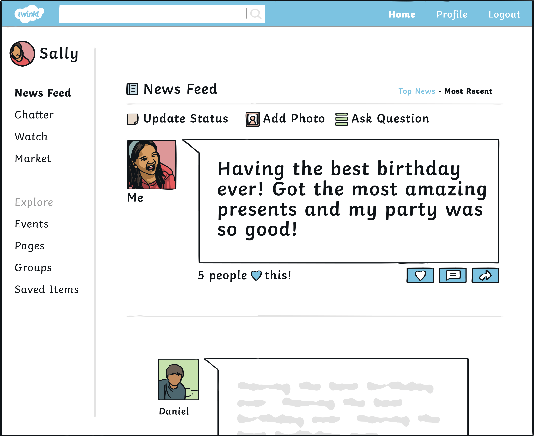 twinkl
Home Profile Logout
Sally
News Feed
Chatter
Watch
Market
Explore
Events
Pages
Groups
Saved Items
News Feed
Top News - Most Recent
Update Status Add Photo Ask Question
Me
Having the best birthday
ever! Got the most amazing
presents and my party was
so good!
5 people this!
Daniel